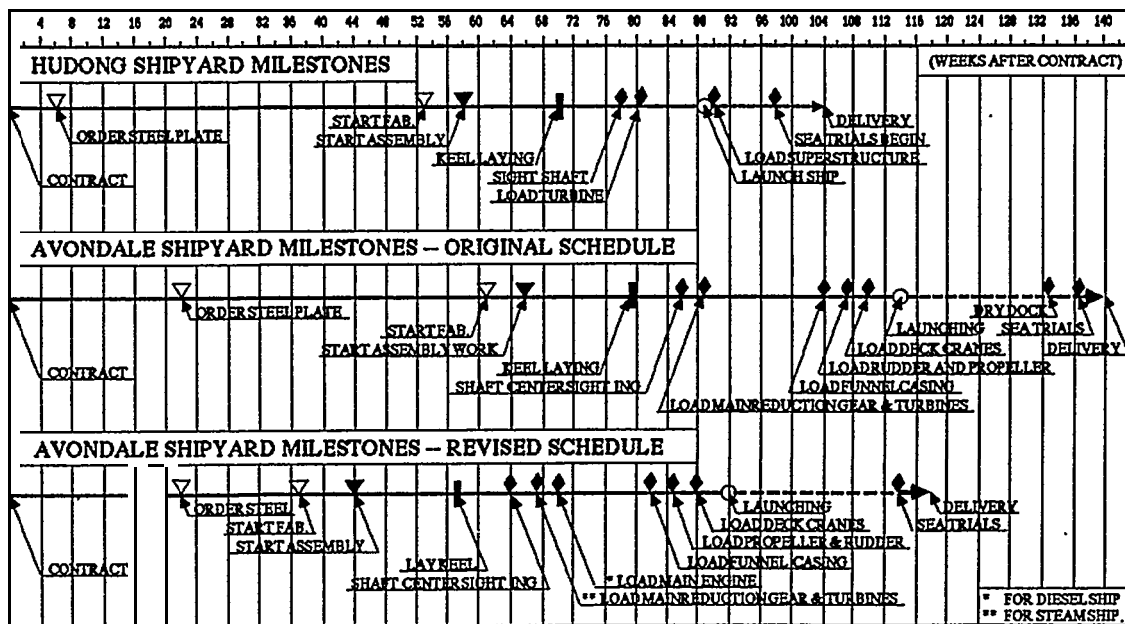 4 8 12 16 20 24 28 32 36 40 44 48 52 56 60 64 68 72 76 80 84 88 92 96 100 104 108 112 116 120 124 128 132 136 140
HUDONG SHIPYARD MILESTONES
(WEEKS AFTER CONTRACT)
ORDER STEEL PLATE
START FAB.
DELIVERY
START ASSEMBLY
SEA TRIALS BEGIN
KEEL LAYING
LOAD SUPERSTRUCTURE
CONTRACT
SIGHT SHAFT
LAUNCH SHIP
LOAD TURBINE
AVONDALE SHIPYARD MILESTONES – ORIGINAL SCHEDULE
ORDER STEEL PLATE
DRY DOCK
START FAB.
LAUNCHING
SEA TRIALS
START ASSEMBLY WORK
LOAD DECK CRANES
DELIVERY
CONTRACT
KEEL LAYING
LOAD RUDDER AND PROPELLER
SHAFT CENTER SIGHTING
LOAD FUNNEL CASING
LOAD MAIN REDUCTION GEAR & TURBINES
AVONDALE SHIPYARD MILESTONES – REVISED SCHEDULE
ORDER STEEL
LAUNCHING
DELIVERY
START FAB.
LOAD DECK CRANES
SEA TRIALS
START ASSEMBLY
LOAD PROPELLER & RUDDER
CONTRACT
LAY KEEL
LOAD FUNNEL CASING
SHAFT CENTER SIGHTING
* LOAD MAIN ENGINE
** LOAD MAIN REDUCTION GEAR & TURBINES
* FOR DIESEL SHIP
** FOR STEAM SHIP.